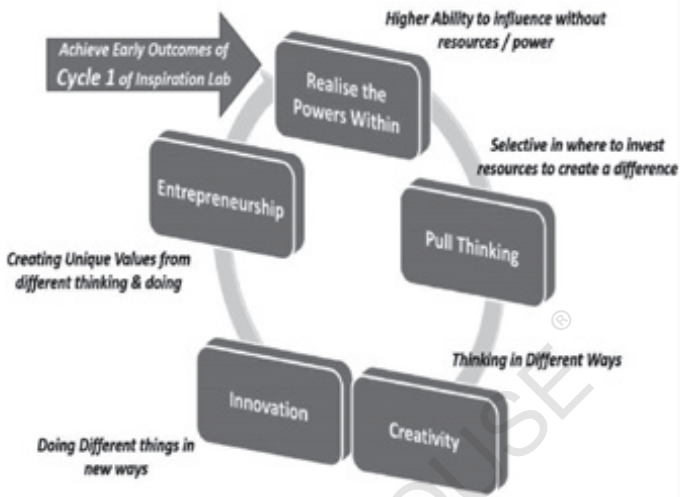 Achieve Early Outcomes of
Cycle 1 of Inspiration Lab
Higher Ability to influence without
resources / power
Realise the
Powers Within
Selective in where to invest
resources to create a difference
Pull Thinking
Thinking in Different Ways
Creativity
Innovation
Doing Different things in
new ways
Entrepreneurship
Creating Unique Values from
different thinking & doing
OUSE ®